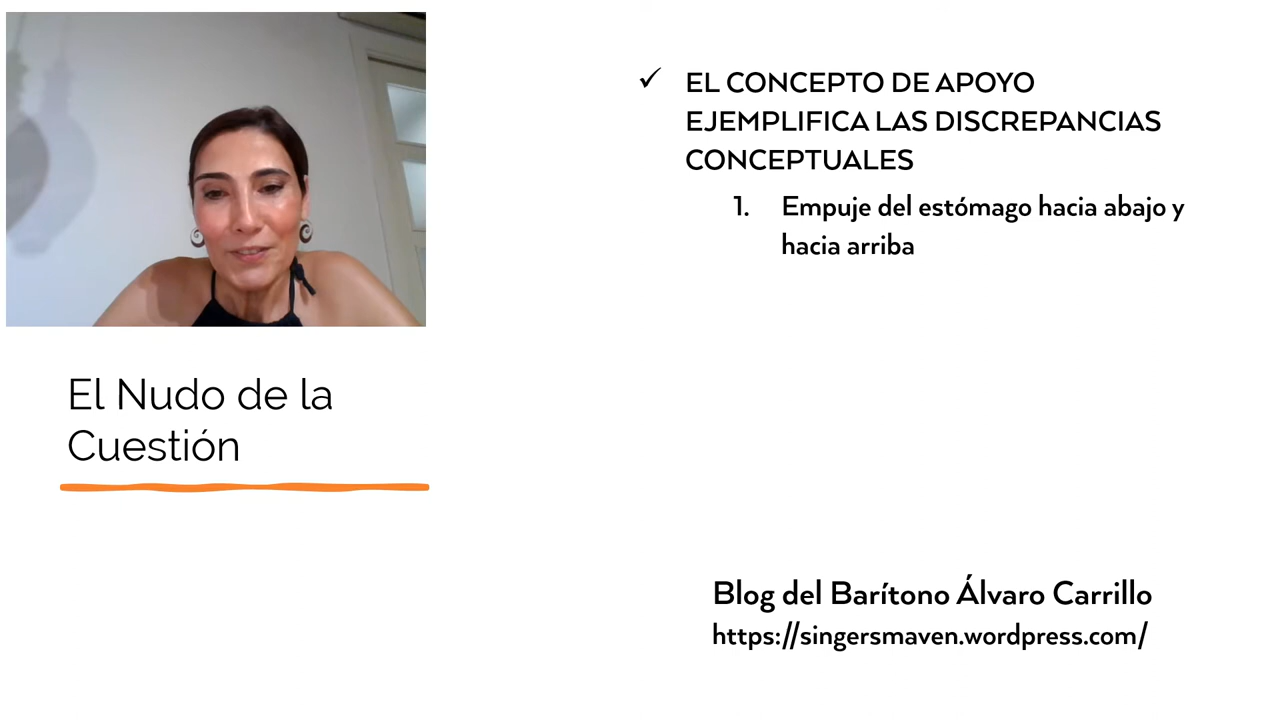 El Nudo de la
Cuestión
✓ EL CONCEPTO DE APOYO
EJEMPLIFICA LAS DISCREPANCIAS
CONCEPTUALES
1. Empuje del estómago hacia abajo y
hacia arriba
Blog del Barítono Álvaro Carrillo
https://singersmaven.wordpress.com/